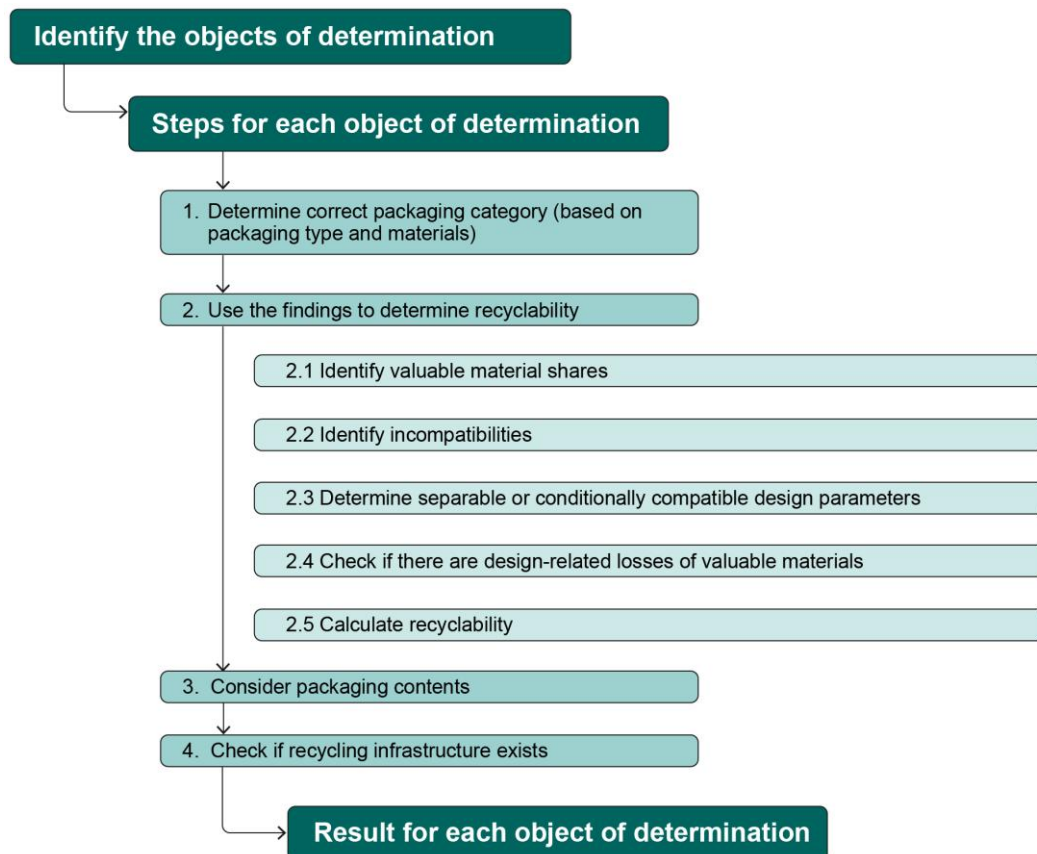 Identify the objects of determination
Steps for each object of determination
1. Determine correct packaging category (based on
packaging type and materials)
2. Use the findings to determine recyclability
2.1 Identify valuable material shares
2.2 Identify incompatibilities
2.3 Determine separable or conditionally compatible design parameters
2.4 Check if there are design-related losses of valuable materials
2.5 Calculate recyclability
3. Consider packaging contents
4. Check if recycling infrastructure exists
Result for each object of determination